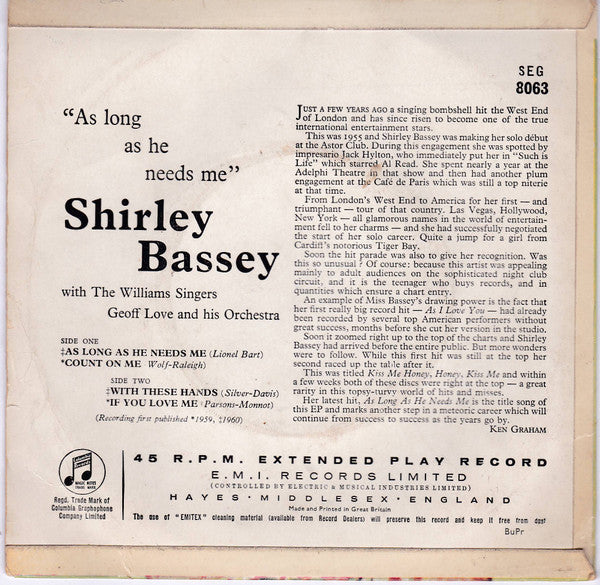 SEG
8063
“As long
as he
needs me”
Shirley
Bassey
with The Williams Singers
Geoff Love and his Orchestra
SIDE ONE
‡AS LONG AS HE NEEDS ME (Lionel Bart)
*COUNT ON ME Wolf-Raleigh)
SIDE TWO
‡WITH THESE HANDS (Silver-Davis)
*IF YOU LOVE ME (Parsons-Monnot)
(Recording first published *1959, ‡1960)
JUST A FEW YEARS AGO a singing bombshell hit the West End
of London and has since risen to become one of the true
international entertainment stars.
This was 1955 and Shirley Bassey was making her solo début
at the Astor Club. During this engagement she was spotted by
impresario Jack Hylton, who immediately put her in “Such is
Life” which starred Al Read. She spent nearly a year at the
Adelphi Theatre in that show and then had another plum
engagement at the Café de Paris which was still a top niterie
at that time.
From London’s West End to America for her first — and
triumphant — tour of that country. Las Vegas, Hollywood,
New York — all glamorous names in the world of entertain-
ment fell to her charms — and she had successfully negotiated
the start of her solo career. Quite a jump for a girl from
Cardiff’s notorious Tiger Bay.
Soon the hit parade was also to give her recognition. Was
this so unusual ? Of course: because this artist was appealing
mainly to adult audiences on the sophisticated night club
circuit, and it is the teenager who buys records, and in
quantities which ensure a chart entry.
An example of Miss Bassey’s drawing power is the fact that
her first really big record hit — As I Love You — had already
been recorded by several top American performers without
great success, months before she cut her version in the studio.
Soon it zoomed right up to the top of the charts and Shirley
Bassey had arrived before the entire public. But more wonders
were to follow. While this first hit was still at the top her
second raced up the table after it.
This was titled Kiss Me Honey, Honey, Kiss Me and within
a few weeks both of these discs were right at the top — a great
rarity in this topsy-turvy world of hits and misses.
Her latest hit, As Long As He Needs Me is the title song of
this EP and marks another step in a meteoric career which will
continue from success to success as the years go by.
KEN GRAHAM
MAGIC NOTES
TRADE MARK
Regd. Trade Mark of
Columbia Graphophone
Company Limited
45 R.P.M. EXTENDED PLAY RECORD
E.M.I. RECORDS LIMITED
(CONTROLLED BY ELECTRIC & MUSICAL INDUSTRIES LIMITED)
HAYES · MIDDLESEX · ENGLAND
Made and Printed in Great Britain
The use of “EMITEX” cleaning material (available from Record Dealers) will preserve this record and keep it free from dust
BuPr